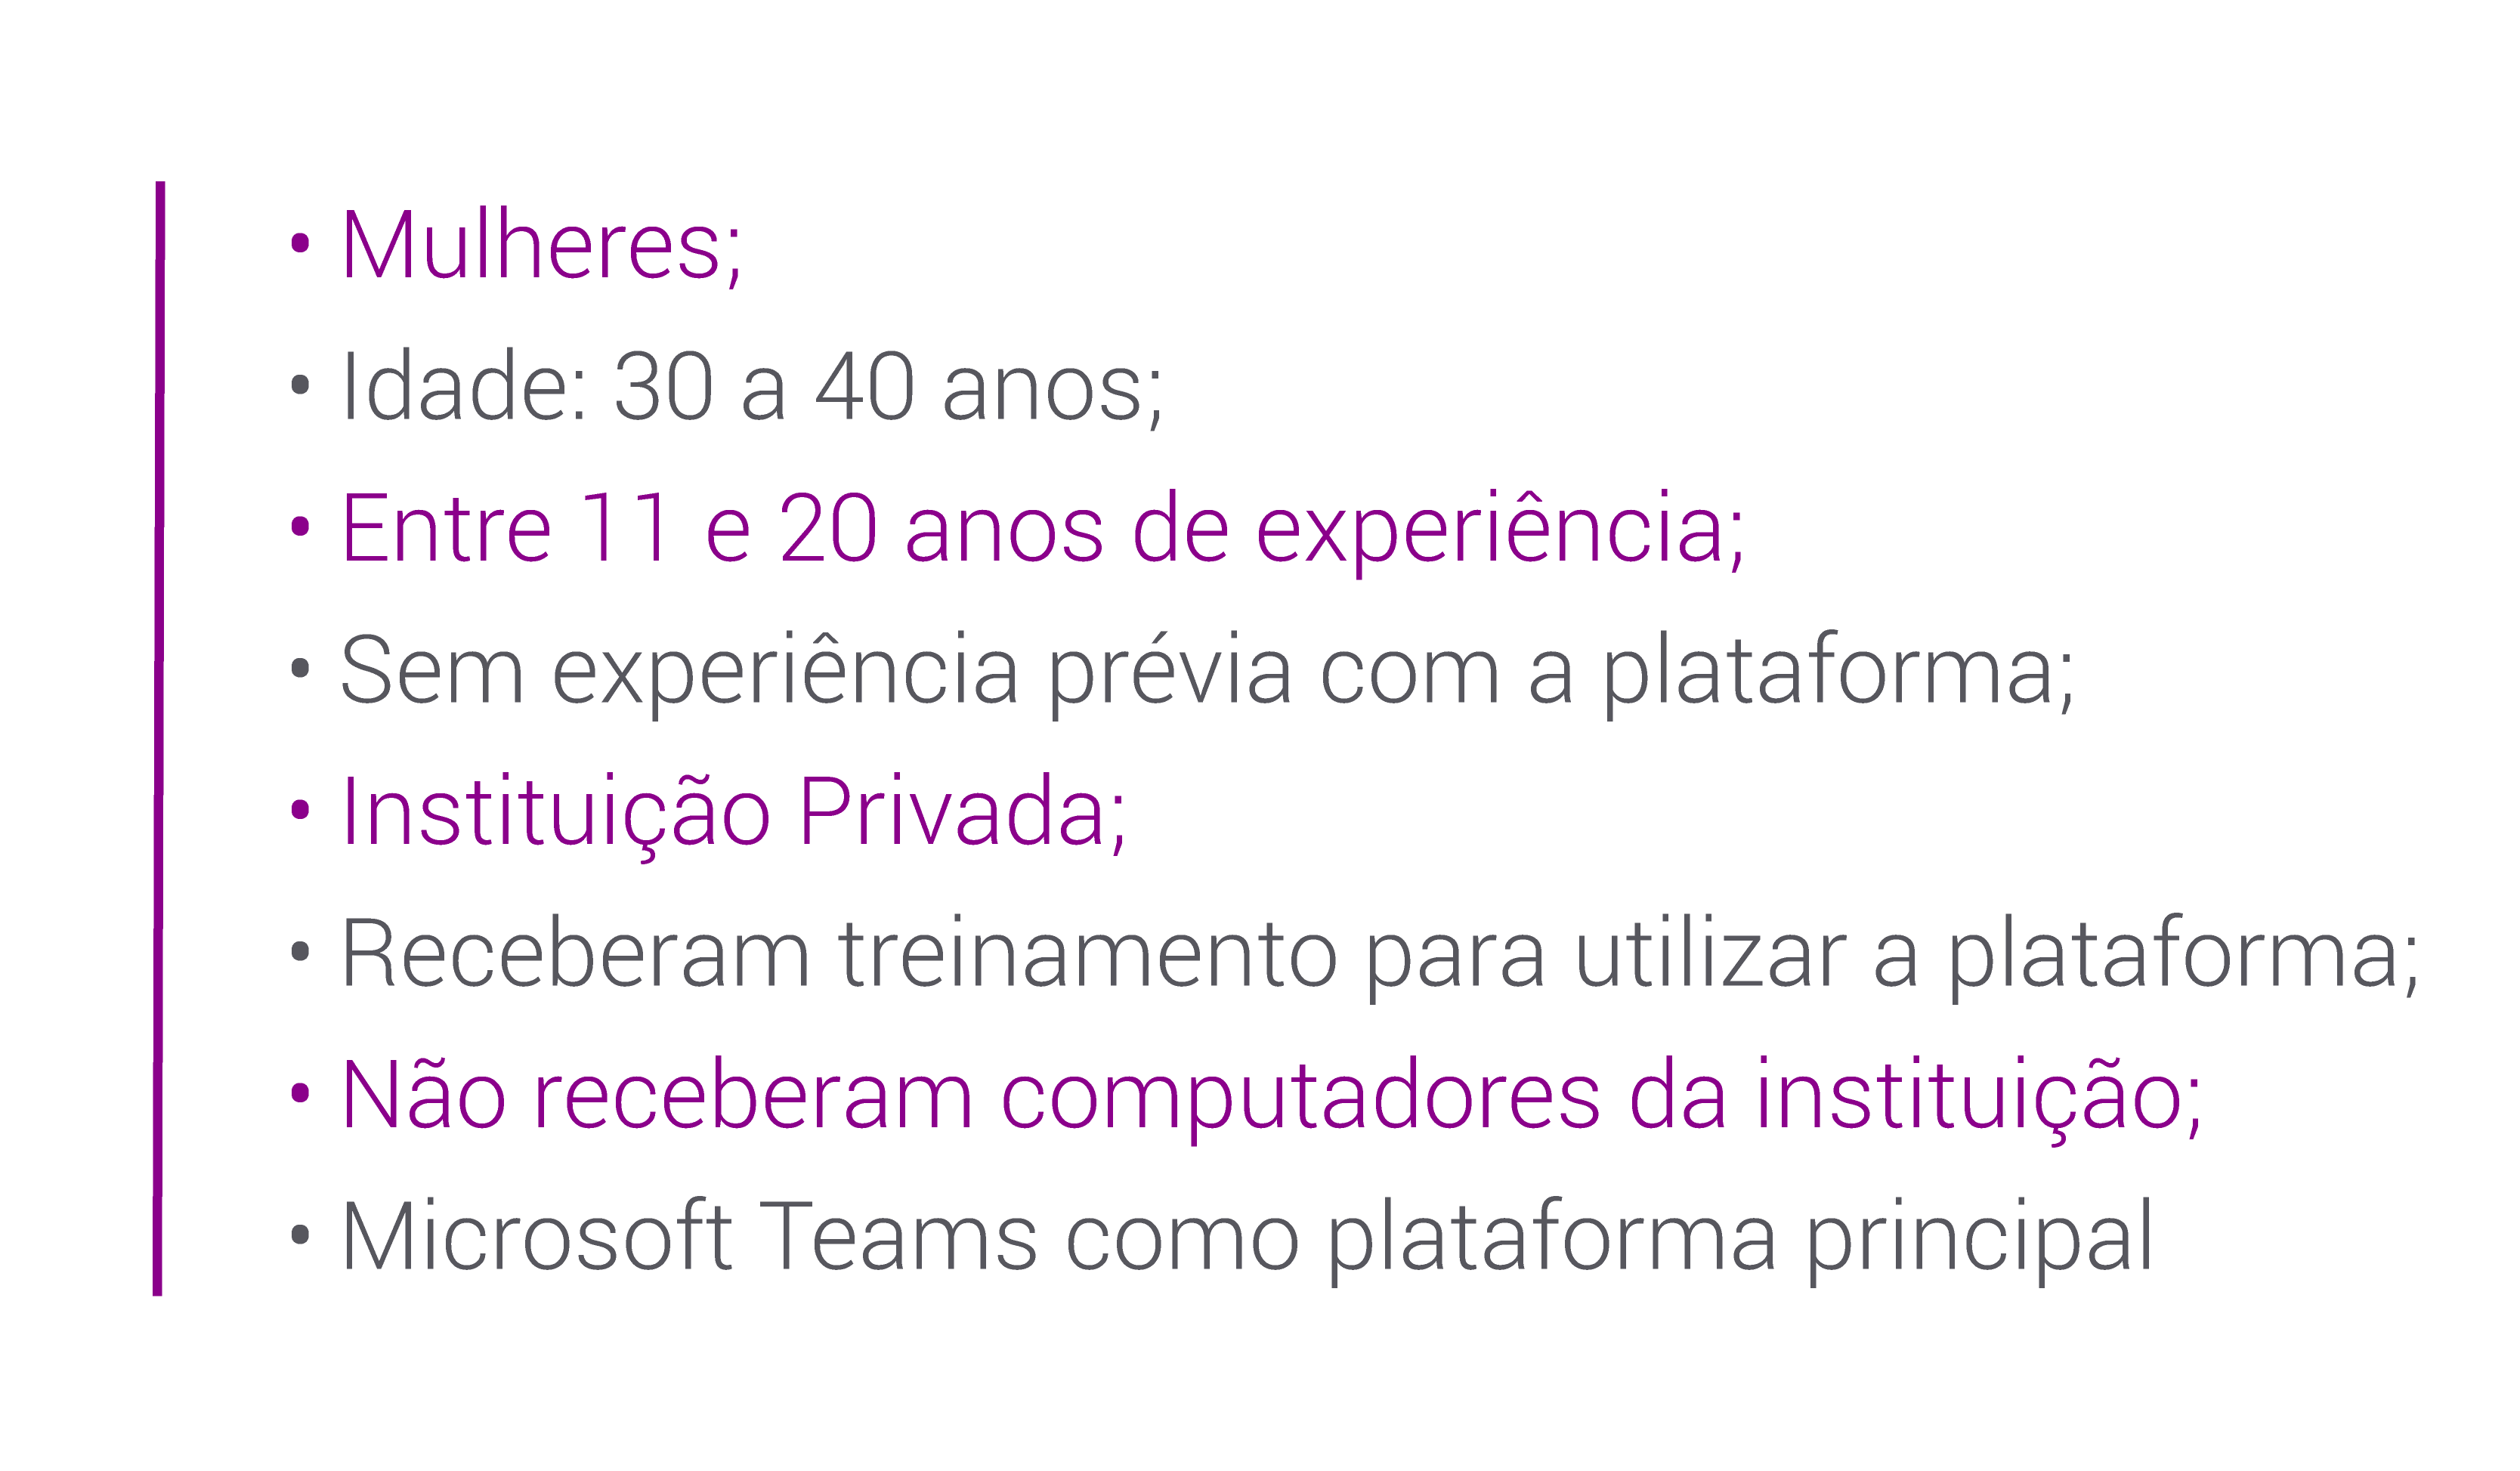 • Mulheres;
• Idade: 30 a 40 anos;
• Entre 11 e 20 anos de experiência;
• Sem experiência prévia com a plataforma;
• Instituição Privada;
• Receberam treinamento para utilizar a plataforma;
• Não receberam computadores da instituição;
• Microsoft Teams como plataforma principal